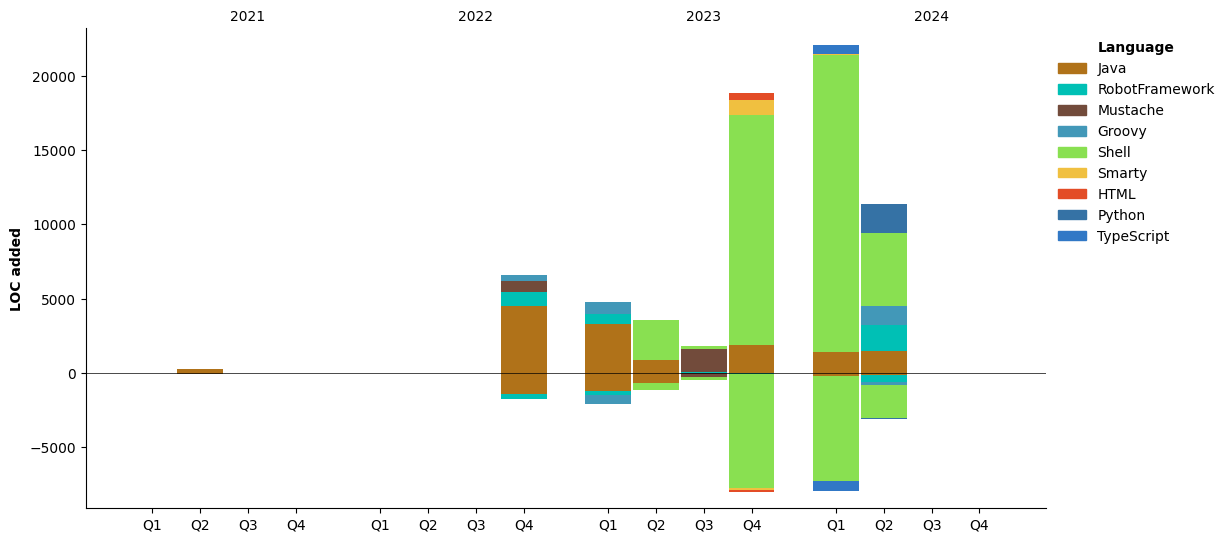 2021 2022 2023 2024
Language
Java
RobotFramework
Mustache
Groovy
Shell
Smarty
HTML
Python
TypeScript
LOC added
20000
15000
10000
5000
0
−5000
Q1 Q2 Q3 Q4 Q1 Q2 Q3 Q4 Q1 Q2 Q3 Q4 Q1 Q2 Q3 Q4